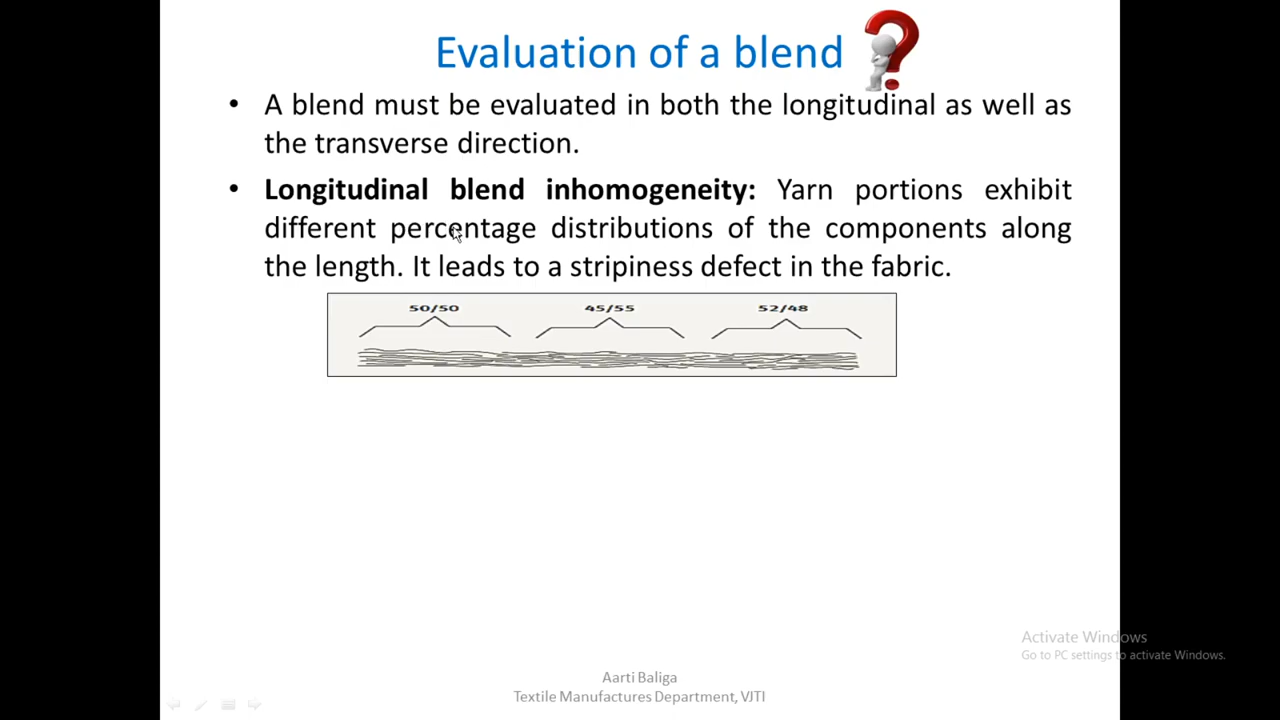 Evaluation of a blend
• A blend must be evaluated in both the longitudinal as well as
the transverse direction.
• Longitudinal blend inhomogeneity: Yarn portions exhibit
different percentage distributions of the components along
the length. It leads to a stripiness defect in the fabric.
50/50 45/55 52/48
Activate Windows
Go to PC settings to activate Windows.
Aarti Baliga
Textile Manufactures Department, VJTI